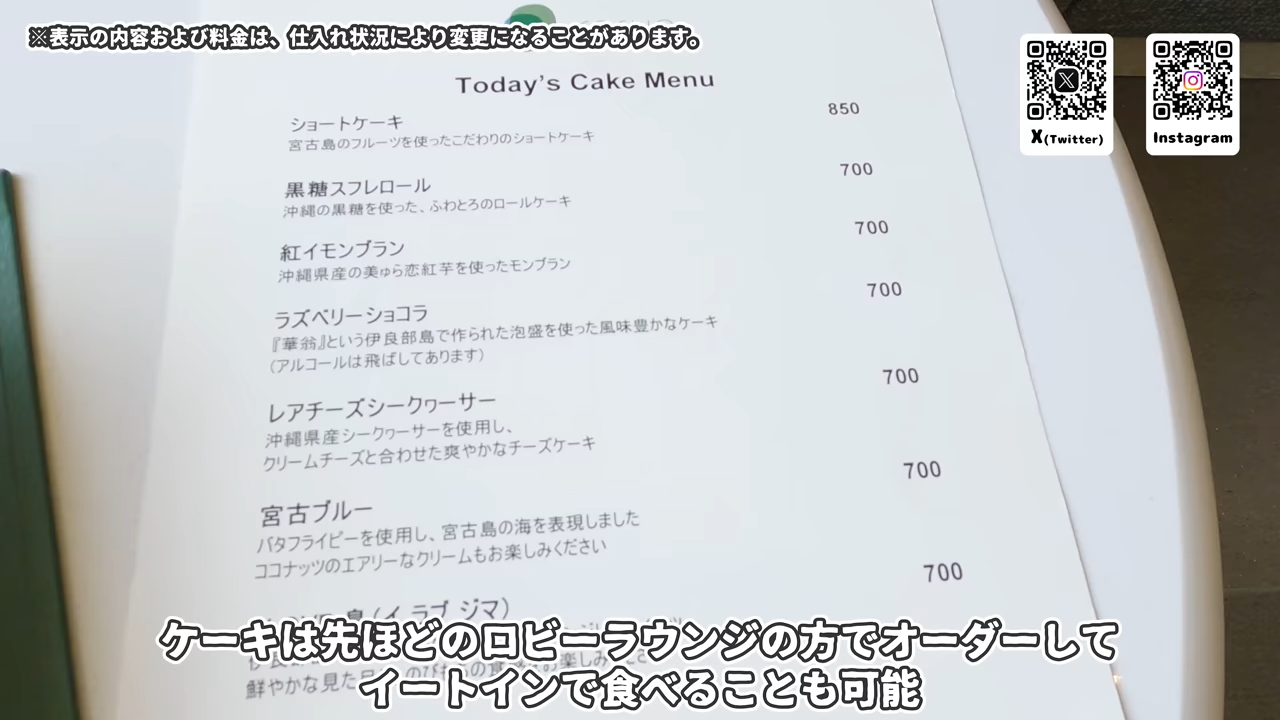 ※表示の内容および料金は、仕入れ状況により変更になることがあります。
X(Twitter)
Instagram
Today's Cake Menu
ショートケーキ 850
宮古島のフルーツを使ったこだわりのショートケーキ
黒糖スフレロール 700
沖縄の黒糖を使った、ふわとろのロールケーキ
紅イモンブラン 700
沖縄県産の美ゅら恋紅芋を使ったモンブラン
ラズベリーショコラ 700
『華翁』という伊良部島で作られた泡盛を使った風味豊かなケーキ
(アルコールは飛ばしてあります)
レアチーズシークヮーサー 700
沖縄県産シークヮーサーを使用し、
クリームチーズと合わせた爽やかなチーズケーキ
宮古ブルー 700
バタフライピーを使用し、宮古島の海を表現しました
ココナッツのエアリーなクリームもお楽しみください
島(イ ラブ ジマ) 700
鮮やかな見た
ケーキは先ほどのロビーラウンジの方でオーダーして
イートインで食べることも可能